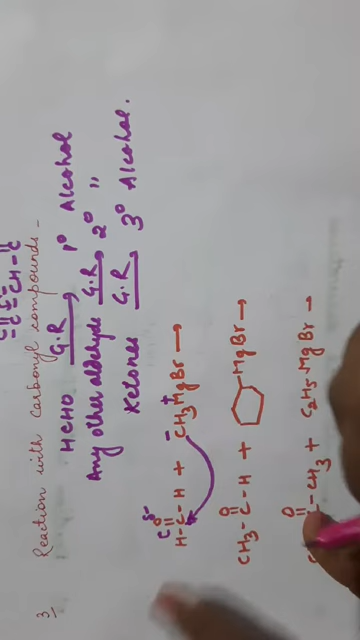 3 Reaction with carbonyl compounds -
HCHO G.R → 1° Alcohol
Any other aldehyde G.R → 2° "
Ketones G.R → 3° Alcohol.
H-C-H + CH3MgBr →
O
CH3-C-H + MgBr →
O
-CH3 + C2H5-MgBr →
O